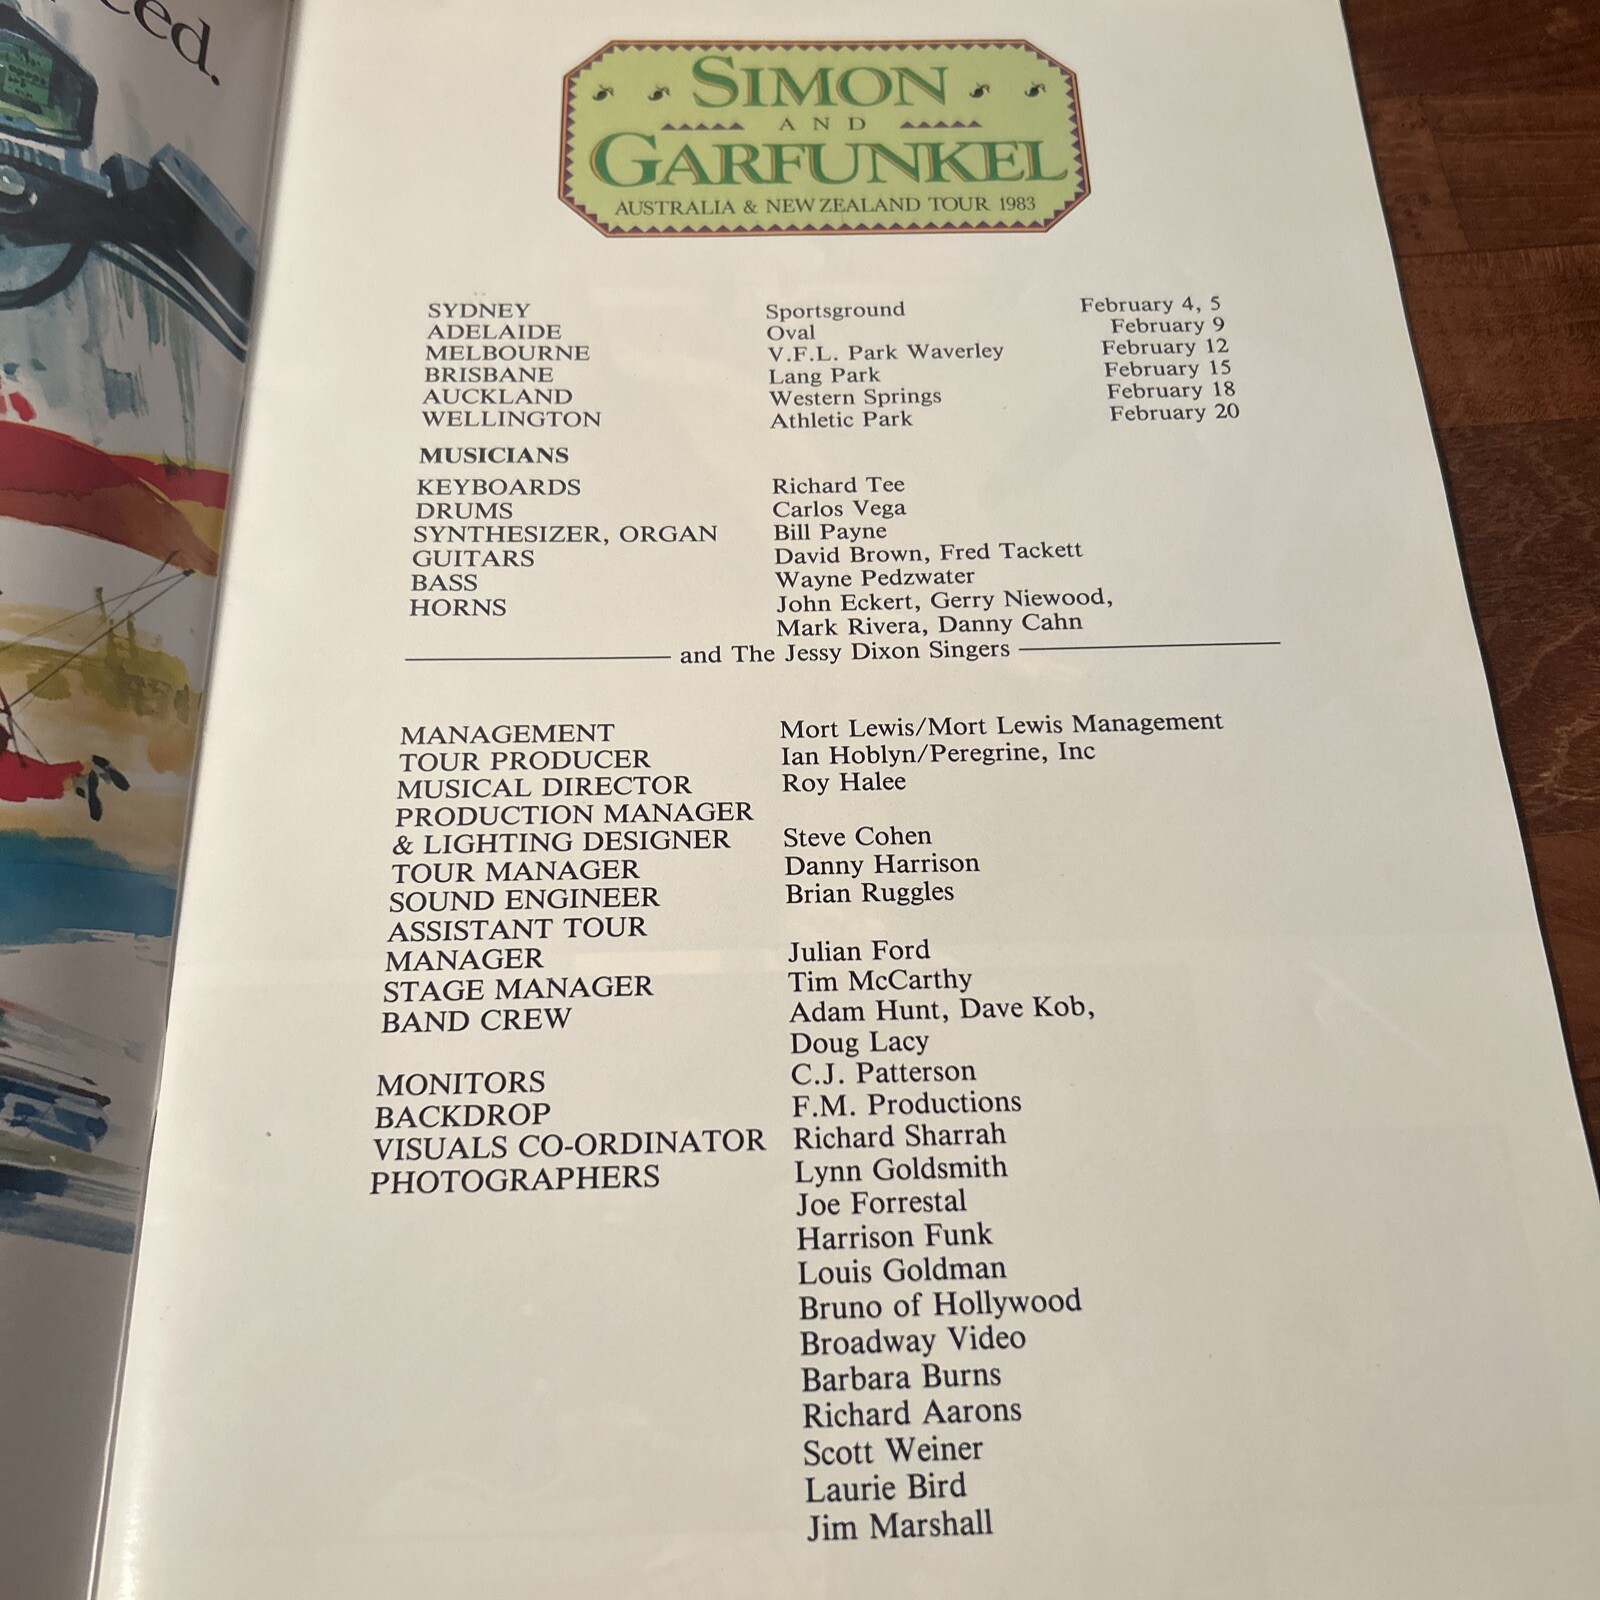 SIMON
AND
GARFUNKEL
AUSTRALIA & NEW ZEALAND TOUR 1983
SYDNEY Sportsground February 4, 5
ADELAIDE Oval February 9
MELBOURNE V.F.L. Park Waverley February 12
BRISBANE Lang Park February 15
AUCKLAND Western Springs February 18
WELLINGTON Athletic Park February 20
MUSICIANS
KEYBOARDS Richard Tee
DRUMS Carlos Vega
SYNTHESIZER, ORGAN Bill Payne
GUITARS David Brown, Fred Tackett
BASS Wayne Pedzwater
HORNS John Eckert, Gerry Niewood,
Mark Rivera, Danny Cahn
and The Jessy Dixon Singers
MANAGEMENT Mort Lewis/Mort Lewis Management
TOUR PRODUCER Ian Hoblyn/Peregrine, Inc
MUSICAL DIRECTOR Roy Halee
PRODUCTION MANAGER
& LIGHTING DESIGNER Steve Cohen
TOUR MANAGER Danny Harrison
SOUND ENGINEER Brian Ruggles
ASSISTANT TOUR
MANAGER Julian Ford
STAGE MANAGER Tim McCarthy
BAND CREW Adam Hunt, Dave Kob,
Doug Lacy
MONITORS C.J. Patterson
BACKDROP F.M. Productions
VISUALS CO-ORDINATOR Richard Sharrah
PHOTOGRAPHERS Lynn Goldsmith
Joe Forrestal
Harrison Funk
Louis Goldman
Bruno of Hollywood
Broadway Video
Barbara Burns
Richard Aarons
Scott Weiner
Laurie Bird
Jim Marshall